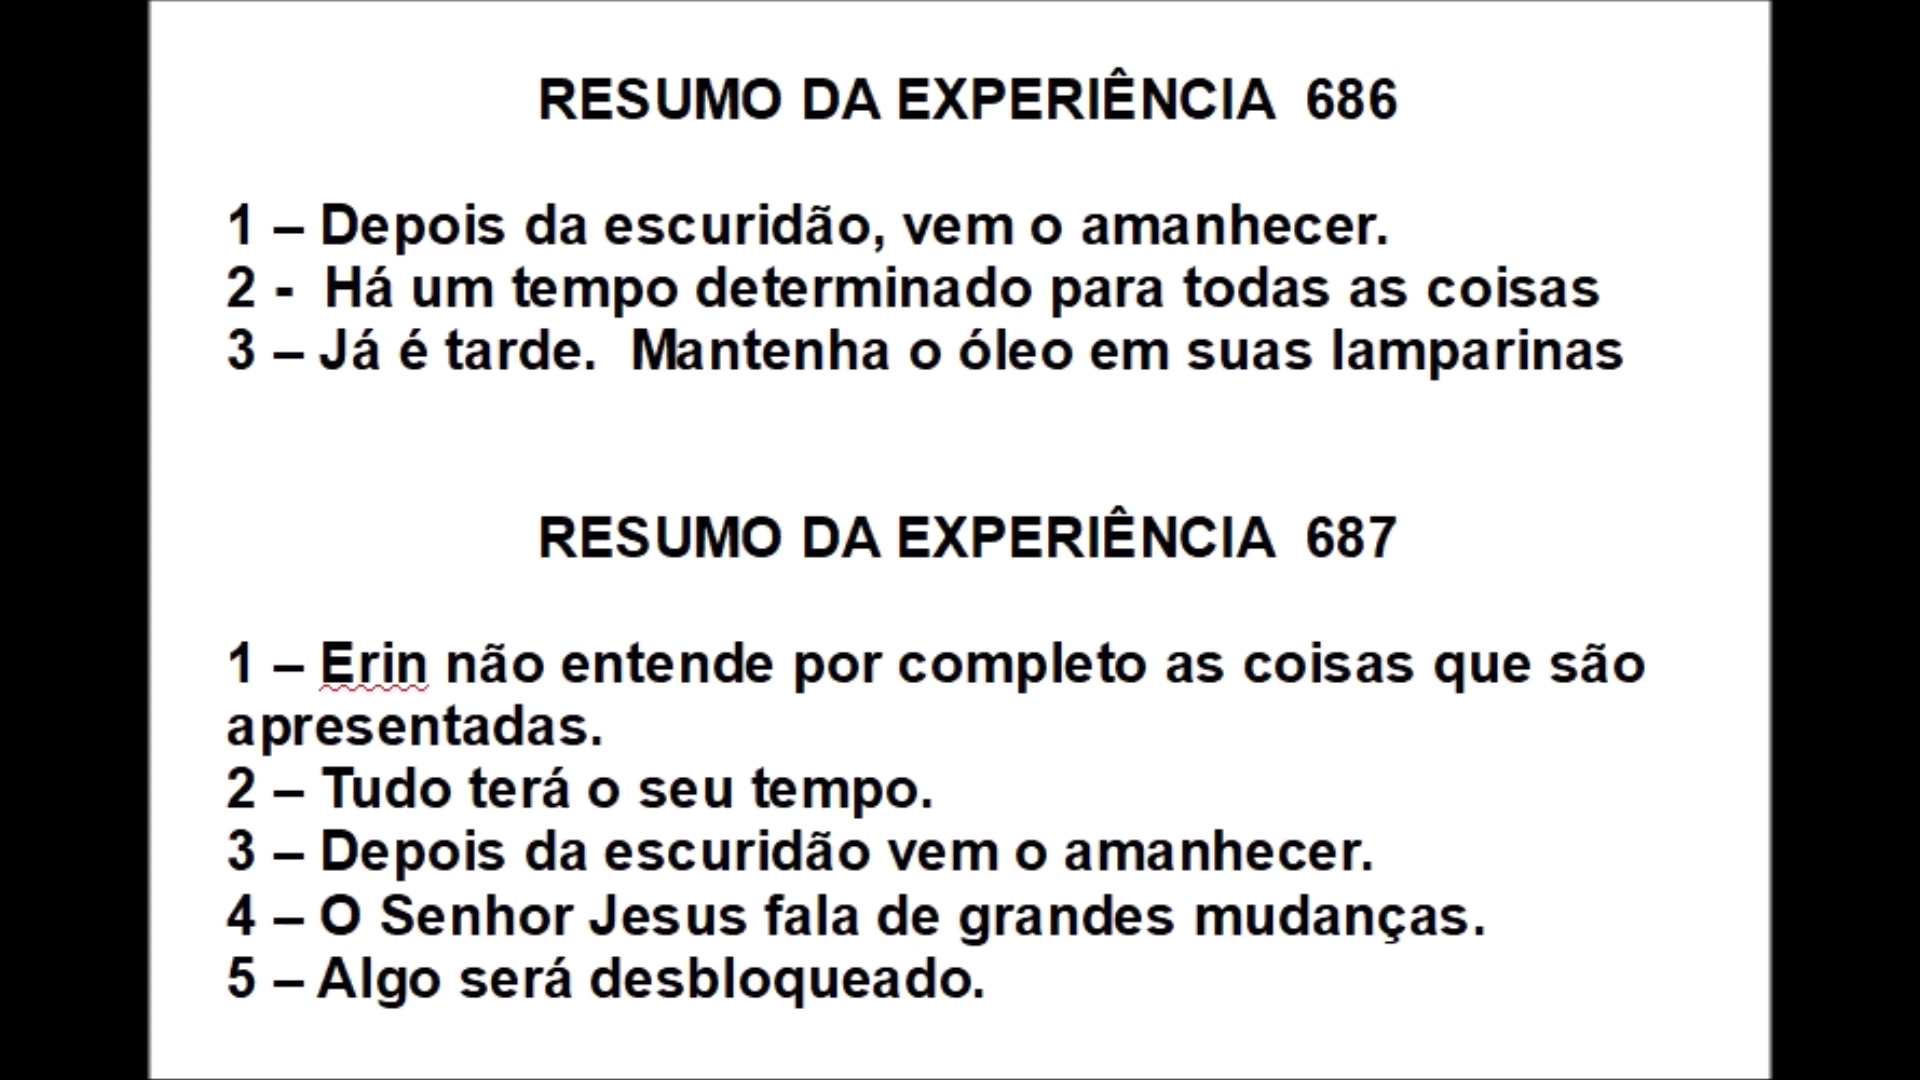 RESUMO DA EXPERIÊNCIA  686
1 – Depois da escuridão, vem o amanhecer.
2 -  Há um tempo determinado para todas as coisas
3 – Já é tarde.  Mantenha o óleo em suas lamparinas
RESUMO DA EXPERIÊNCIA  687
1 – Erin não entende por completo as coisas que são
apresentadas.
2 – Tudo terá o seu tempo.
3 – Depois da escuridão vem o amanhecer.
4 – O Senhor Jesus fala de grandes mudanças.
5 – Algo será desbloqueado.